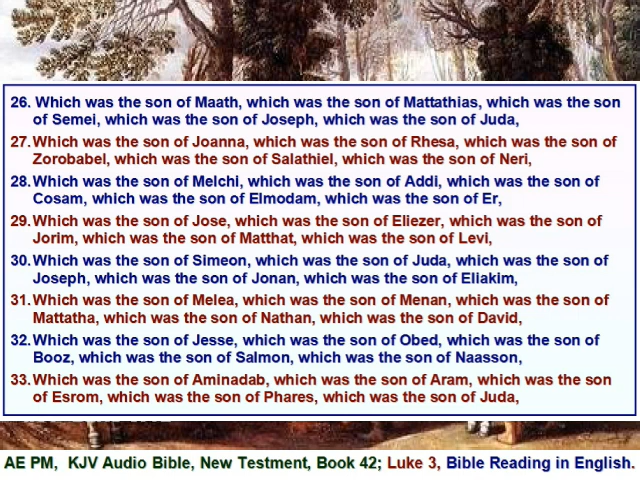 26. Which was the son of Maath, which was the son of Mattathias, which was the son
of Semei, which was the son of Joseph, which was the son of Juda,
27. Which was the son of Joanna, which was the son of Rhesa, which was the son of
Zorobabel, which was the son of Salathiel, which was the son of Neri,
28. Which was the son of Melchi, which was the son of Addi, which was the son of
Cosam, which was the son of Elmodam, which was the son of Er,
29. Which was the son of Jose, which was the son of Eliezer, which was the son of
Jorim, which was the son of Matthat, which was the son of Levi,
30. Which was the son of Simeon, which was the son of Juda, which was the son of
Joseph, which was the son of Jonan, which was the son of Eliakim,
31. Which was the son of Melea, which was the son of Menan, which was the son of
Mattatha, which was the son of Nathan, which was the son of David,
32. Which was the son of Jesse, which was the son of Obed, which was the son of
Booz, which was the son of Salmon, which was the son of Naasson,
33. Which was the son of Aminadab, which was the son of Aram, which was the son
of Esrom, which was the son of Phares, which was the son of Juda,
AE PM, KJV Audio Bible, New Testment, Book 42; Luke 3, Bible Reading in English.